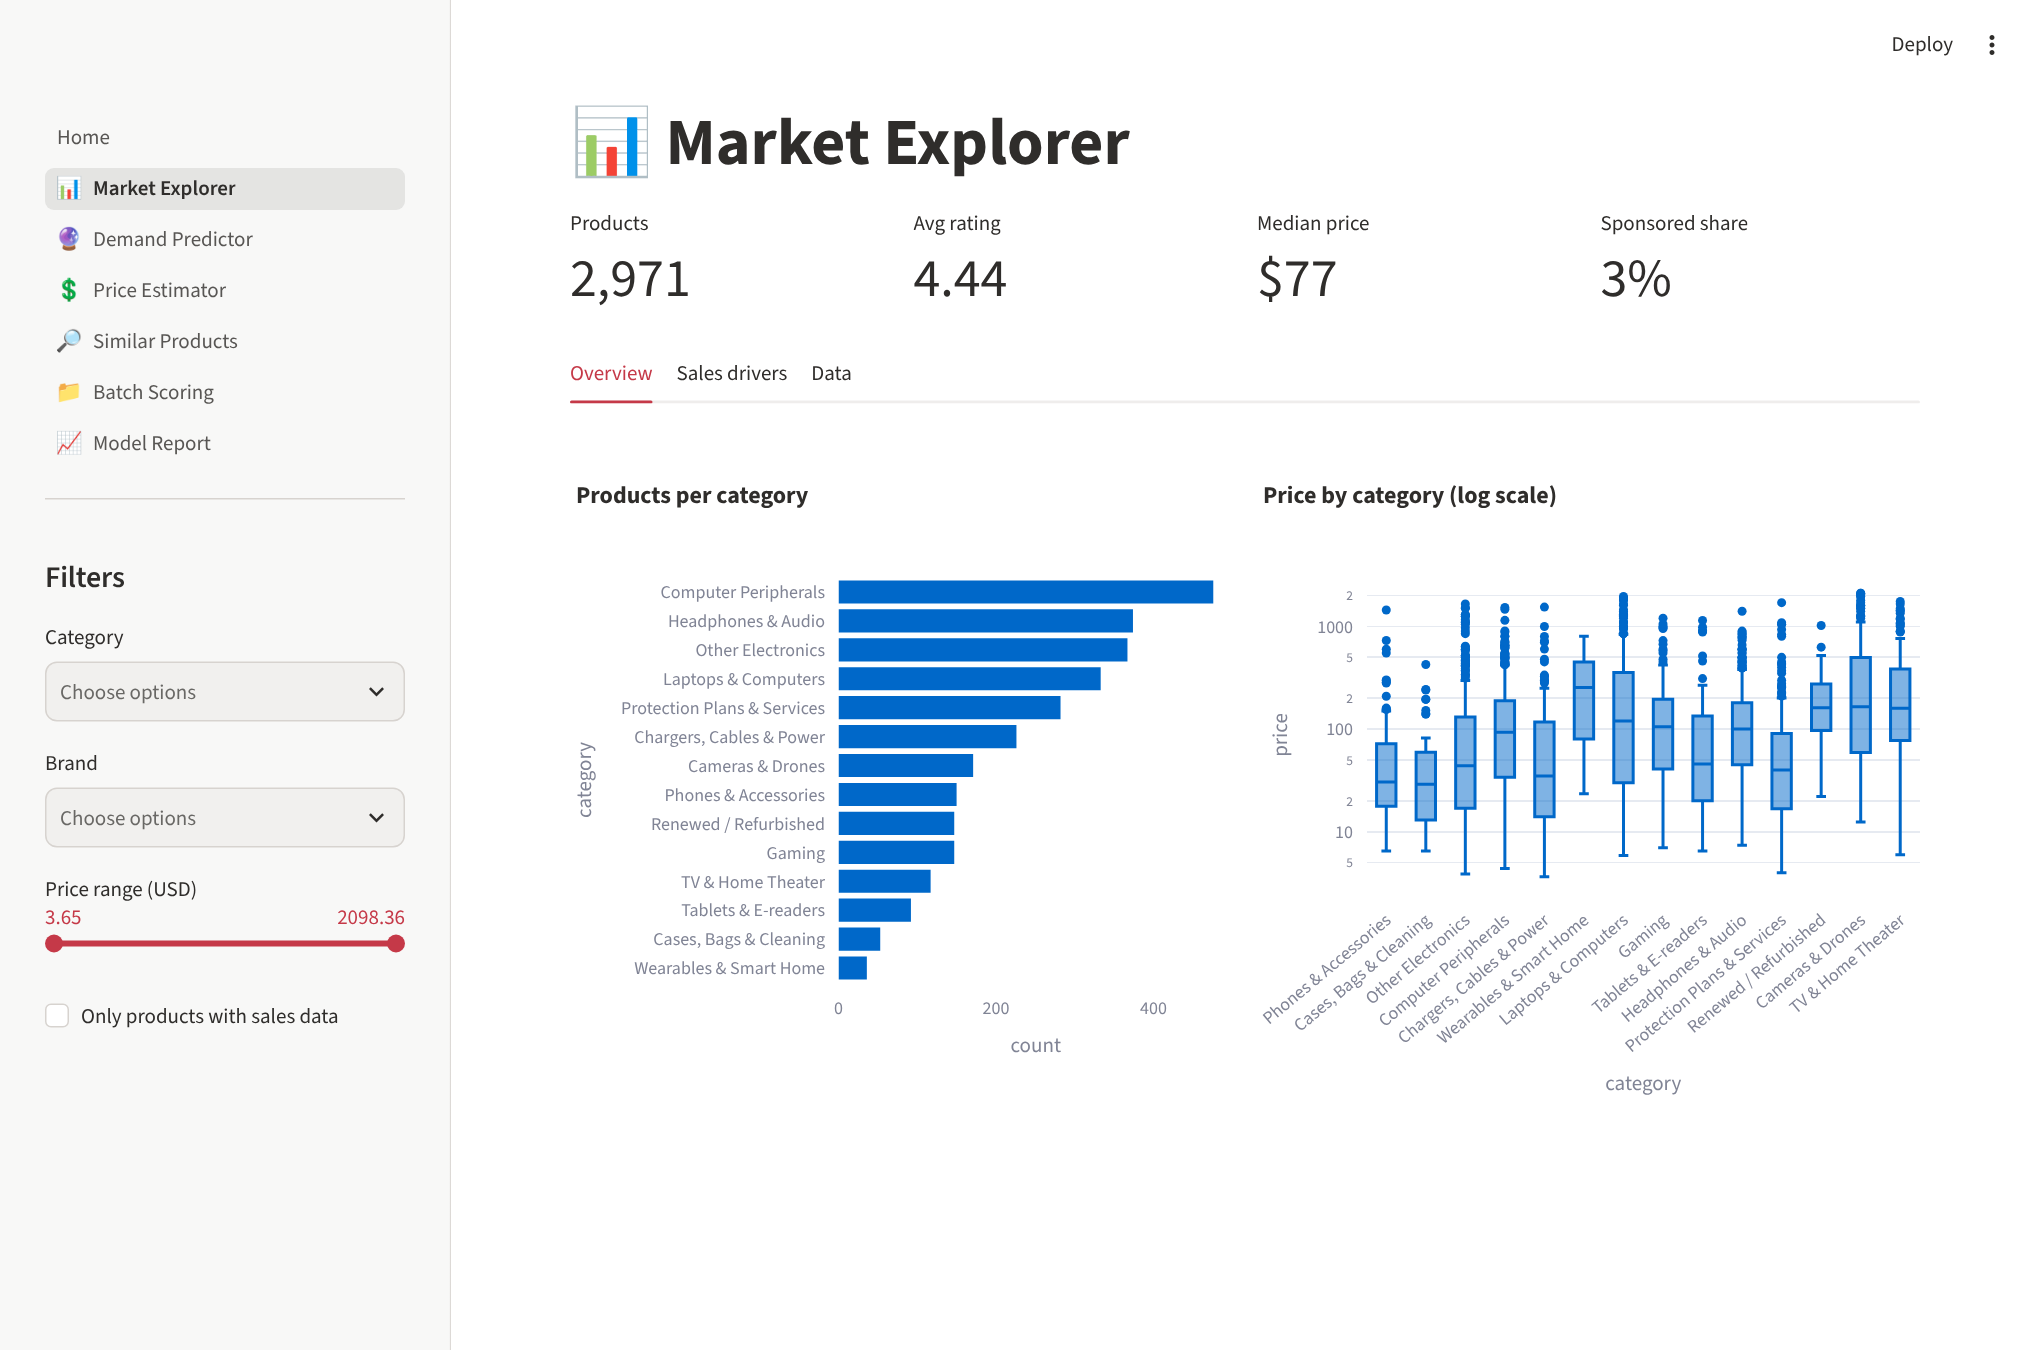 Deploy
Home
Market Explorer
Demand Predictor
Price Estimator
Similar Products
Batch Scoring
Model Report
Filters
Category
Choose options
Brand
Choose options
Price range (USD)
3.65 2098.36
Only products with sales data
Market Explorer
Products Avg rating Median price Sponsored share
2,971 4.44 $77 3%
Overview Sales drivers Data
Products per category
category
Computer Peripherals
Headphones & Audio
Other Electronics
Laptops & Computers
Protection Plans & Services
Chargers, Cables & Power
Cameras & Drones
Phones & Accessories
Renewed / Refurbished
Gaming
TV & Home Theater
Tablets & E-readers
Cases, Bags & Cleaning
Wearables & Smart Home
0 200 400
count
Price by category (log scale)
price
2
1000
5
2
100
5
2
10
5
Phones & Accessories
Cases, Bags & Cleaning
Other Electronics
Computer Peripherals
Chargers, Cables & Power
Wearables & Smart Home
Laptops & Computers
Gaming
Tablets & E-readers
Headphones & Audio
Protection Plans & Services
Renewed / Refurbished
Cameras & Drones
TV & Home Theater
category